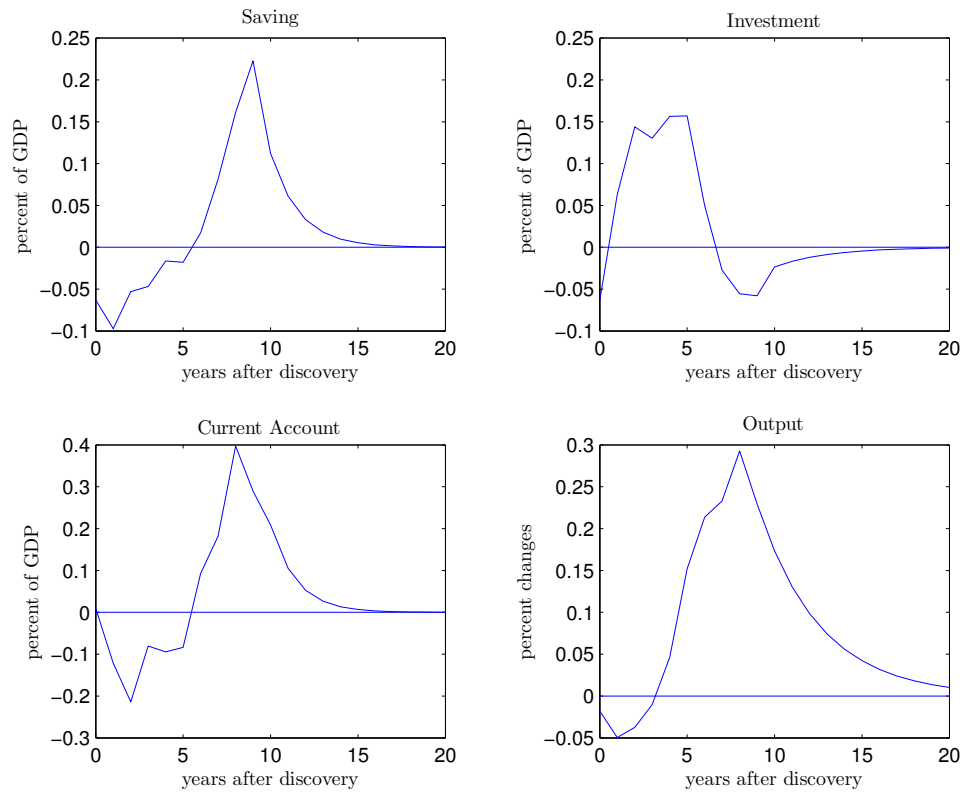 Saving
percent of GDP
0.25
0.2
0.15
0.1
0.05
0
−0.05
−0.1
0 5 10 15 20
years after discovery
Investment
percent of GDP
0.25
0.2
0.15
0.1
0.05
0
−0.05
−0.1
0 5 10 15 20
years after discovery
Current Account
percent of GDP
0.4
0.3
0.2
0.1
0
−0.1
−0.2
−0.3
0 5 10 15 20
years after discovery
Output
percent changes
0.3
0.25
0.2
0.15
0.1
0.05
0
−0.05
0 5 10 15 20
years after discovery